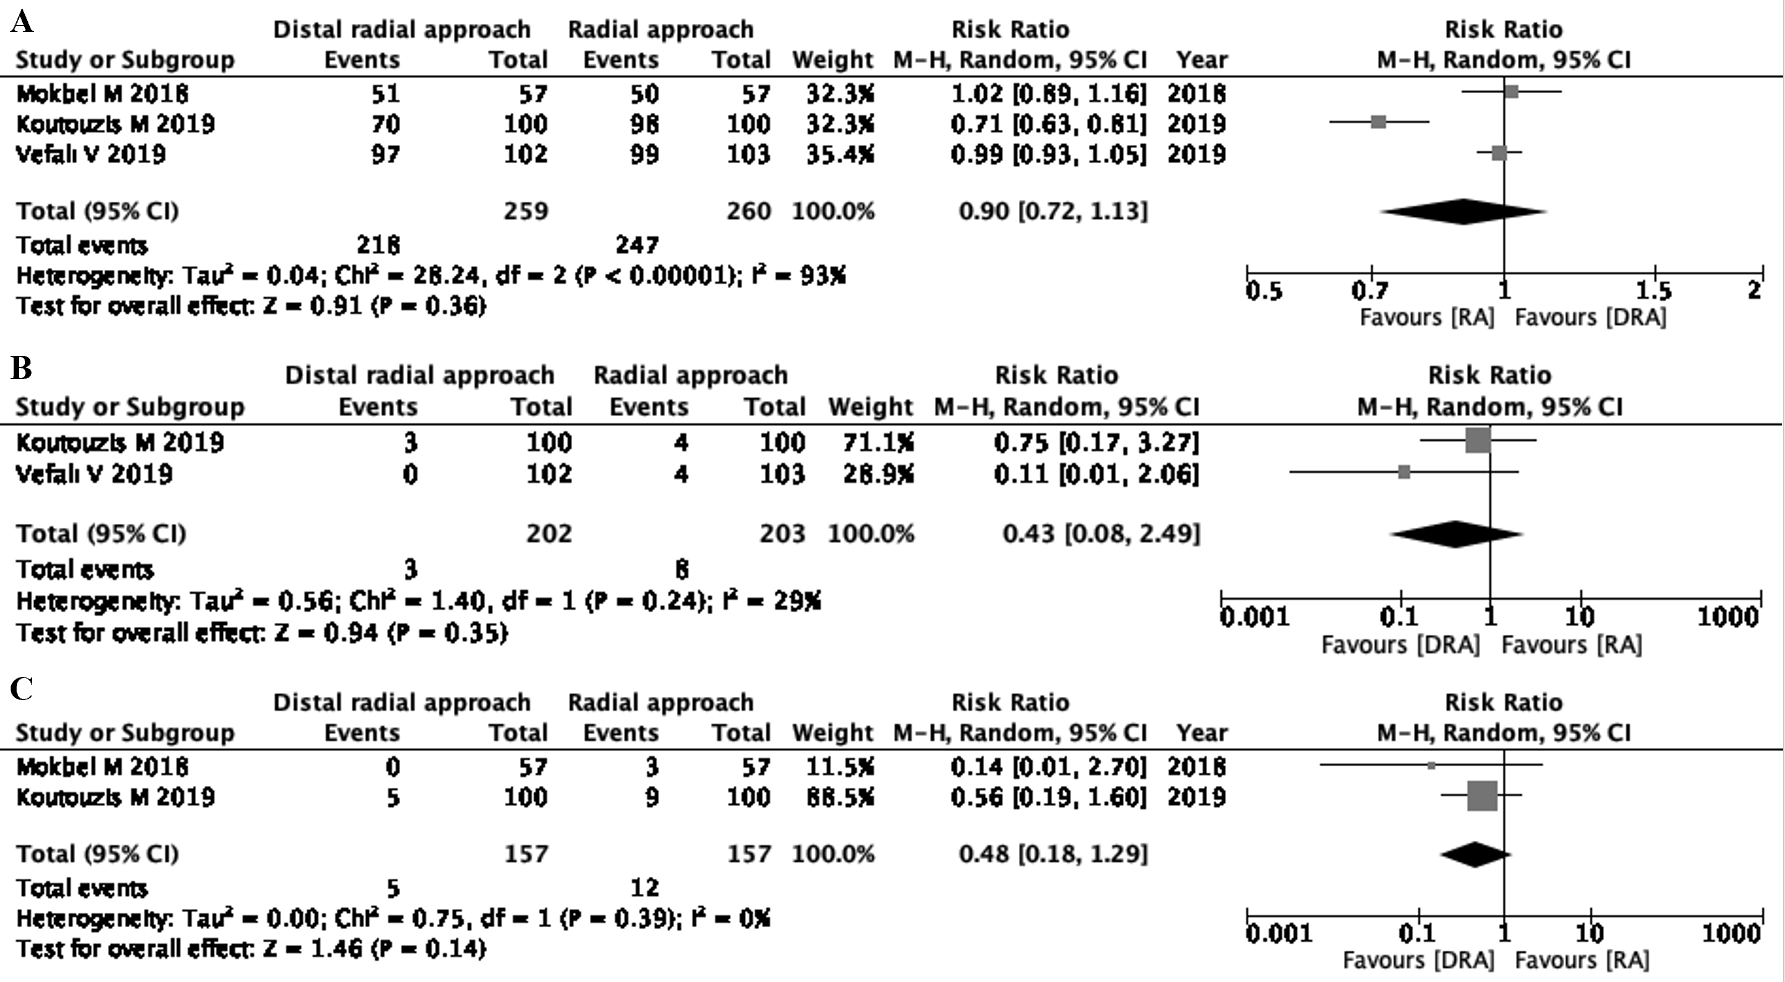 A
Distal radial approach Radial approach Risk Ratio Risk Ratio
Study or Subgroup Events Total Events Total Weight M-H, Random, 95% CI Year M-H, Random, 95% CI
Mokbel M 2018 51 57 50 57 32.3% 1.02 [0.89, 1.16] 2018
Koutouzis M 2019 70 100 98 100 32.3% 0.71 [0.63, 0.81] 2019
Vefalı V 2019 97 102 99 103 35.4% 0.99 [0.93, 1.05] 2019
Total (95% CI) 259 260 100.0% 0.90 [0.72, 1.13]
Total events 218 247
Heterogeneity: Tau² = 0.04; Chi² = 28.24, df = 2 (P < 0.00001); I² = 93%
Test for overall effect: Z = 0.91 (P = 0.36)
0.5 0.7 1 1.5 2
Favours [RA] Favours [DRA]
B
Distal radial approach Radial approach Risk Ratio Risk Ratio
Study or Subgroup Events Total Events Total Weight M-H, Random, 95% CI M-H, Random, 95% CI
Koutouzis M 2019 3 100 4 100 71.1% 0.75 [0.17, 3.27]
Vefalı V 2019 0 102 4 103 28.9% 0.11 [0.01, 2.06]
Total (95% CI) 202 203 100.0% 0.43 [0.08, 2.49]
Total events 3 8
Heterogeneity: Tau² = 0.56; Chi² = 1.40, df = 1 (P = 0.24); I² = 29%
Test for overall effect: Z = 0.94 (P = 0.35)
0.001 0.1 1 10 1000
Favours [DRA] Favours [RA]
C
Distal radial approach Radial approach Risk Ratio Risk Ratio
Study or Subgroup Events Total Events Total Weight M-H, Random, 95% CI Year M-H, Random, 95% CI
Mokbel M 2018 0 57 3 57 11.5% 0.14 [0.01, 2.70] 2018
Koutouzis M 2019 5 100 9 100 88.5% 0.56 [0.19, 1.60] 2019
Total (95% CI) 157 157 100.0% 0.48 [0.18, 1.29]
Total events 5 12
Heterogeneity: Tau² = 0.00; Chi² = 0.75, df = 1 (P = 0.39); I² = 0%
Test for overall effect: Z = 1.46 (P = 0.14)
0.001 0.1 1 10 1000
Favours [DRA] Favours [RA]